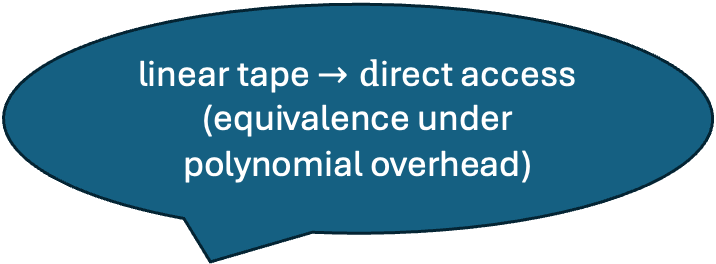 linear tape → direct access
(equivalence under
polynomial overhead)